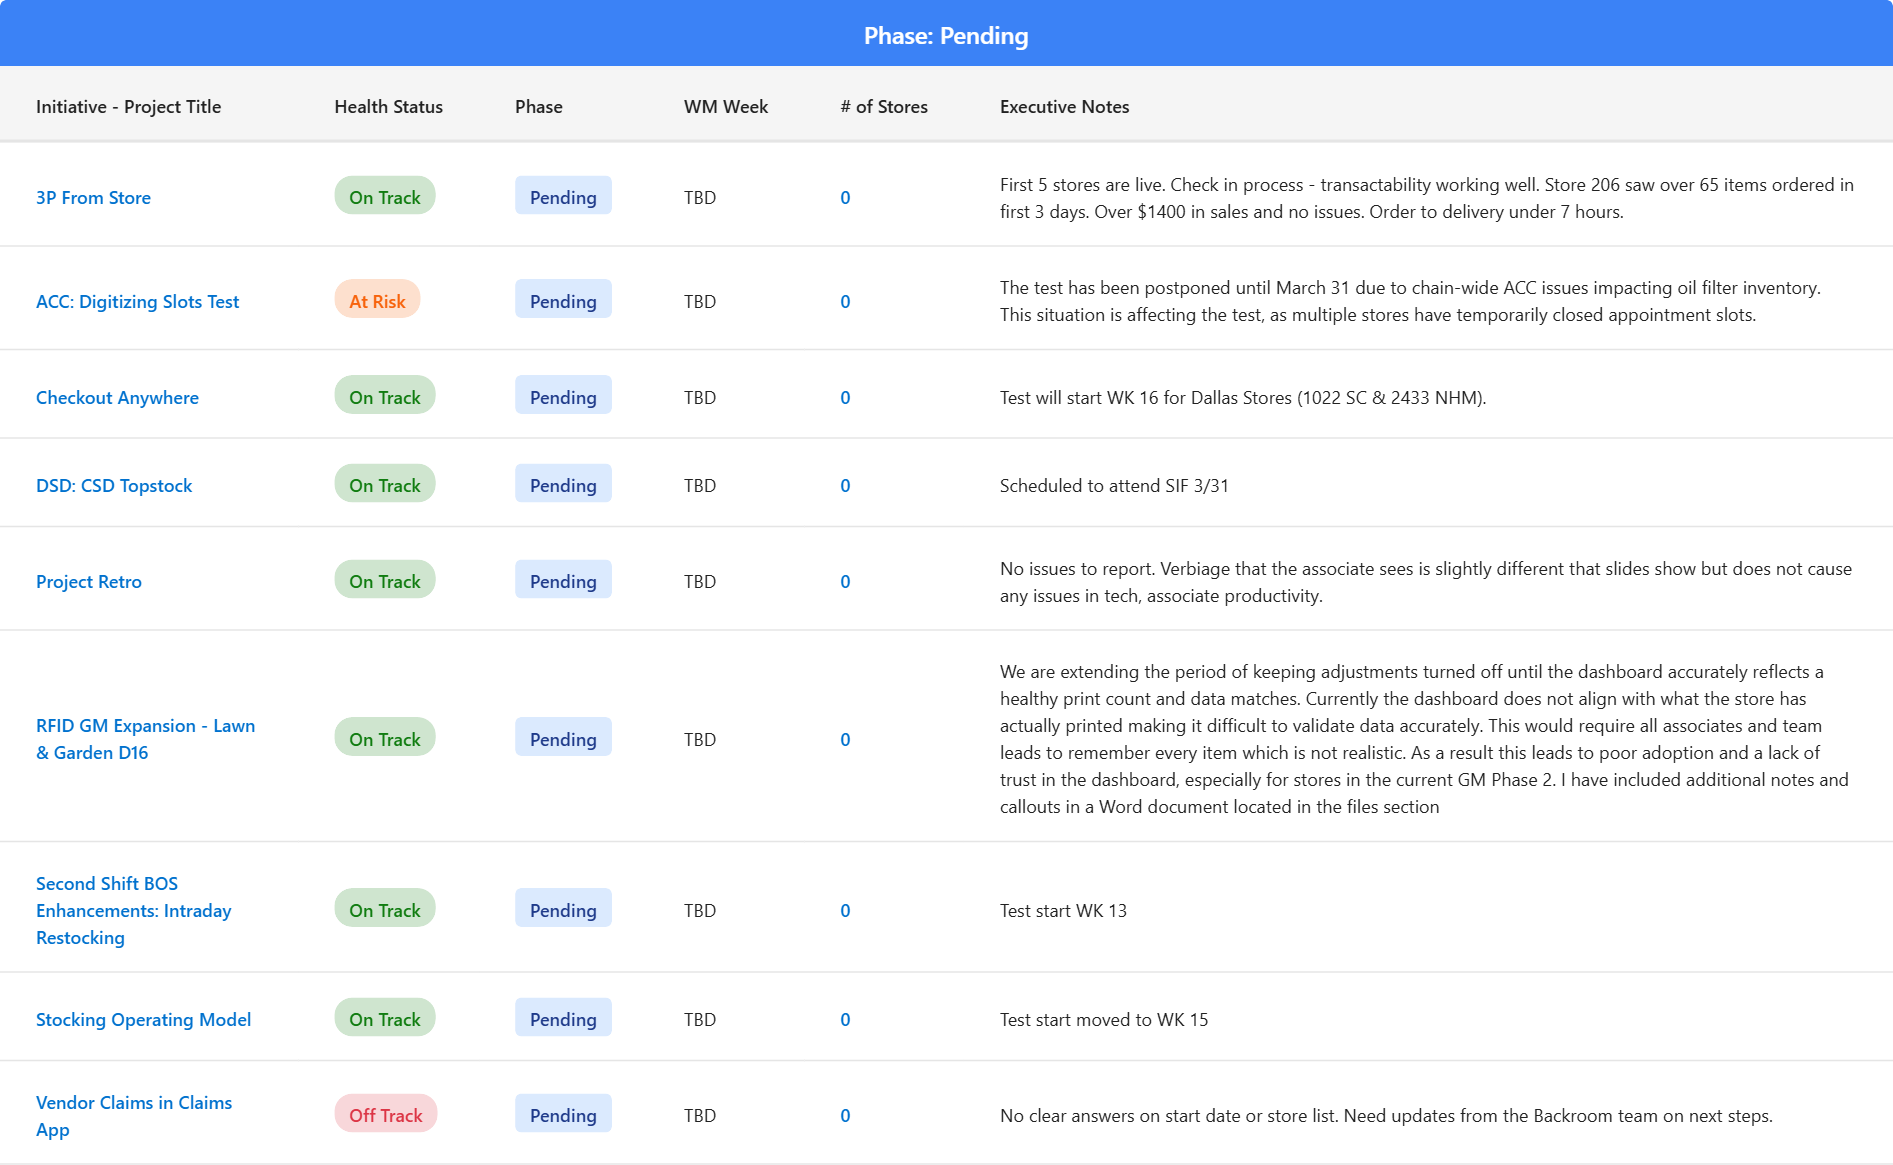 Phase: Pending
Initiative - Project Title Health Status Phase WM Week # of Stores Executive Notes
3P From Store On Track Pending TBD 0 First 5 stores are live. Check in process - transactability working well. Store 206 saw over 65 items ordered in
first 3 days. Over $1400 in sales and no issues. Order to delivery under 7 hours.
ACC: Digitizing Slots Test At Risk Pending TBD 0 The test has been postponed until March 31 due to chain-wide ACC issues impacting oil filter inventory.
This situation is affecting the test, as multiple stores have temporarily closed appointment slots.
Checkout Anywhere On Track Pending TBD 0 Test will start WK 16 for Dallas Stores (1022 SC & 2433 NHM).
DSD: CSD Topstock On Track Pending TBD 0 Scheduled to attend SIF 3/31
Project Retro On Track Pending TBD 0 No issues to report. Verbiage that the associate sees is slightly different that slides show but does not cause
any issues in tech, associate productivity.
RFID GM Expansion - Lawn
& Garden D16 On Track Pending TBD 0 We are extending the period of keeping adjustments turned off until the dashboard accurately reflects a
healthy print count and data matches. Currently the dashboard does not align with what the store has
actually printed making it difficult to validate data accurately. This would require all associates and team
leads to remember every item which is not realistic. As a result this leads to poor adoption and a lack of
trust in the dashboard, especially for stores in the current GM Phase 2. I have included additional notes and
callouts in a Word document located in the files section
Second Shift BOS
Enhancements: Intraday
Restocking On Track Pending TBD 0 Test start WK 13
Stocking Operating Model On Track Pending TBD 0 Test start moved to WK 15
Vendor Claims in Claims
App Off Track Pending TBD 0 No clear answers on start date or store list. Need updates from the Backroom team on next steps.